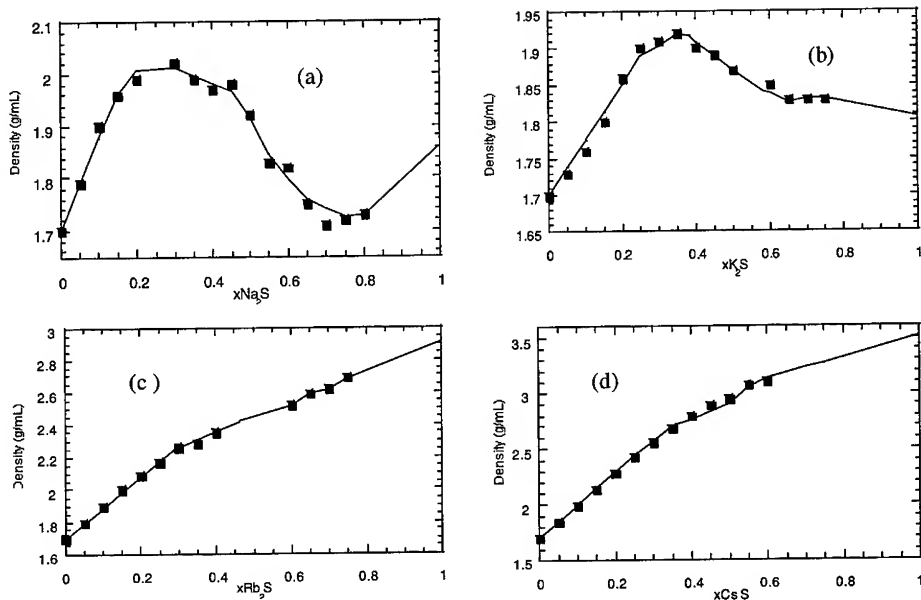 2.1
2
1.9
1.8
1.7
Density (g/mL)
(a)
0 0.2 0.4 0.6 0.8 1
xNa2S
1.95
1.9
1.85
1.8
1.75
1.7
1.65
Density (g/mL)
(b)
0 0.2 0.4 0.6 0.8 1
xK2S
3
2.8
2.6
2.4
2.2
2
1.8
1.6
Density (g/mL)
(c )
0 0.2 0.4 0.6 0.8 1
xRb2S
3.5
3
2.5
2
1.5
Density (g/mL)
(d)
0 0.2 0.4 0.6 0.8 1
xCs S